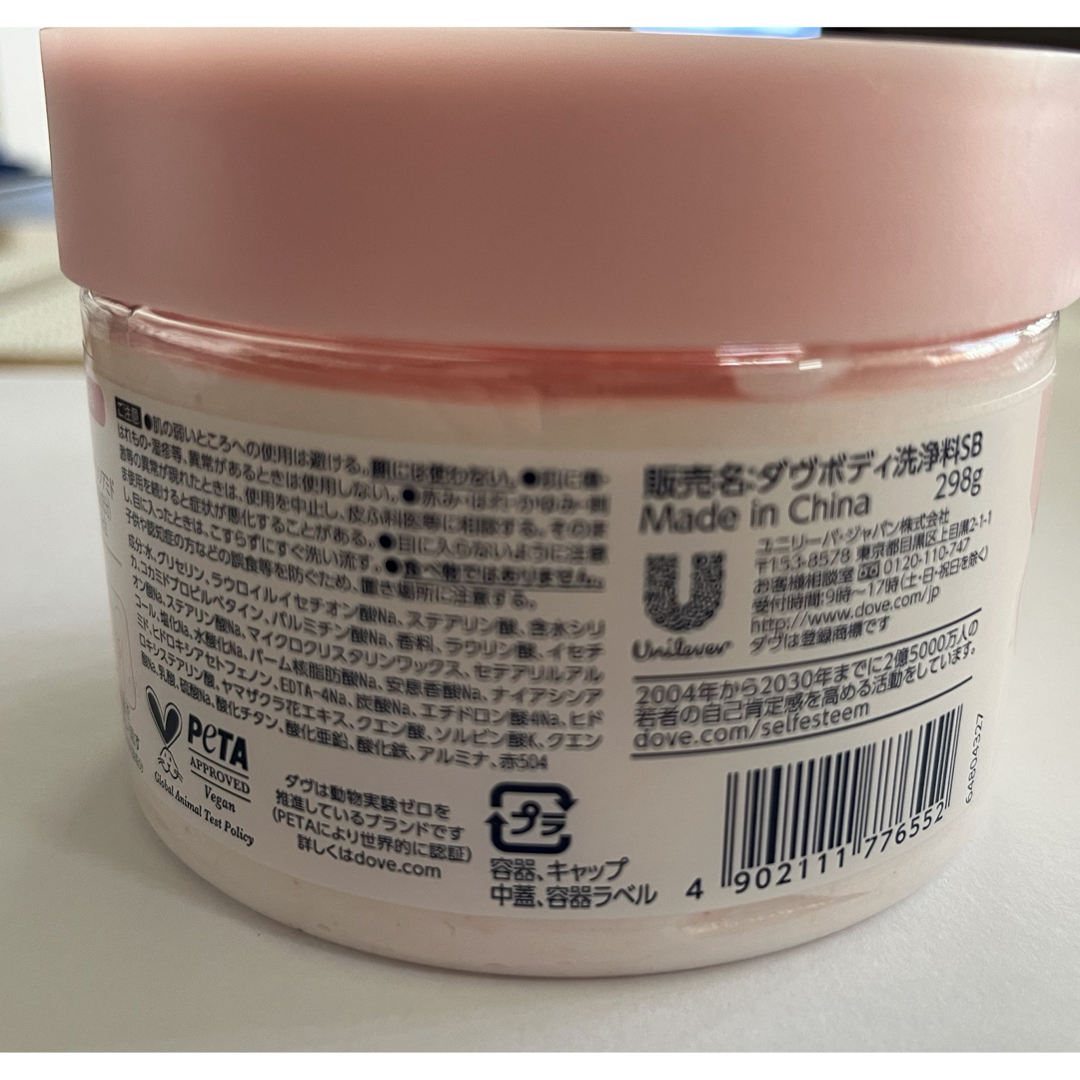 ご注意 ●肌の弱いところへの使用は避ける。顔には使わない。●肌に傷・
はれもの・湿疹等、異常があるときは使用しない。●赤み・はれ・かゆみ・刺
激等の異常が現れたときは、使用を中止し、皮ふ科医等に相談する。そのま
ま使用を続けると症状が悪化することがある。●目に入らないように注意
し、目に入ったときは、こすらずにすぐ洗い流す。●食べ物ではありません。
子供や認知症の方などの誤食等を防ぐため、置き場所に注意する。
成分:水、グリセリン、ラウロイルイセチオン酸Na、ステアリン酸、含水シリ
カ、コカミドプロピルベタイン、パルミチン酸Na、香料、ラウリン酸、イセチ
オン酸Na、ステアリン酸Na、マイクロクリスタリンワックス、セテアリルアル
コール、塩化Na、水酸化Na、パーム核脂肪酸Na、安息香酸Na、ナイアシンア
ミド、ヒドロキシアセトフェノン、EDTA-4Na、炭酸Na、エチドロン酸4Na、ヒド
ロキシステアリン酸、ヤマザクラ花エキス、クエン酸、ソルビン酸K、クエン
酸Na、乳酸、硫酸Na、酸化チタン、酸化亜鉛、酸化鉄、アルミナ、赤504
PETA
APPROVED
Vegan
Global Animal Test Policy
ダヴは動物実験ゼロを
推進しているブランドです
(PETAにより世界的に認証)
詳しくはdove.com
プラ
容器、キャップ
中蓋、容器ラベル
販売名:ダヴボディ洗浄料SB
Made in China 298g
Unilever
ユニリーバ・ジャパン株式会社
〒153-8578 東京都目黒区上目黒2-1-1
お客様相談室 0120-110-747
受付時間:9時〜17時(土・日・祝日を除く)
http://www.dove.com/jp
ダヴは登録商標です
2004年から2030年までに2億5000万人の
若者の自己肯定感を高める活動をしています。
dove.com/selfesteem
64804327
4 902111 776552